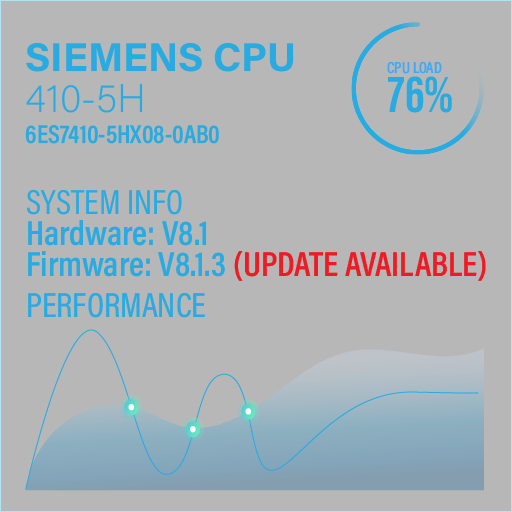 SIEMENS CPU
410-5H
6ES7410-5HX08-0AB0
CPU LOAD
76%
SYSTEM INFO
Hardware: V8.1
Firmware: V8.1.3 (UPDATE AVAILABLE)
PERFORMANCE